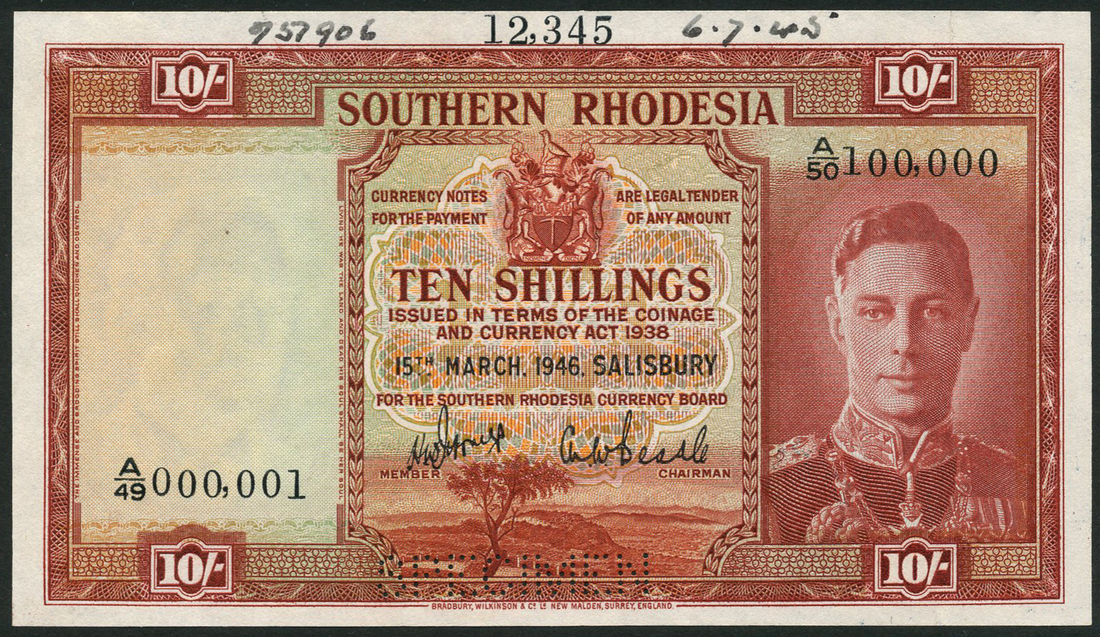 757906 12,345 6.7.45
10/- 10/-
SOUTHERN RHODESIA
A/50 100,000
CURRENCY NOTES ARE LEGAL TENDER
FOR THE PAYMENT OF ANY AMOUNT
TEN SHILLINGS
ISSUED IN TERMS OF THE COINAGE
AND CURRENCY ACT 1938
15TH MARCH. 1946. SALISBURY
FOR THE SOUTHERN RHODESIA CURRENCY BOARD
MEMBER CHAIRMAN
A/49 000,001
SPECIMEN
10/- 10/-
BRADBURY, WILKINSON & Co. Ld. NEW MALDEN, SURREY, ENGLAND.